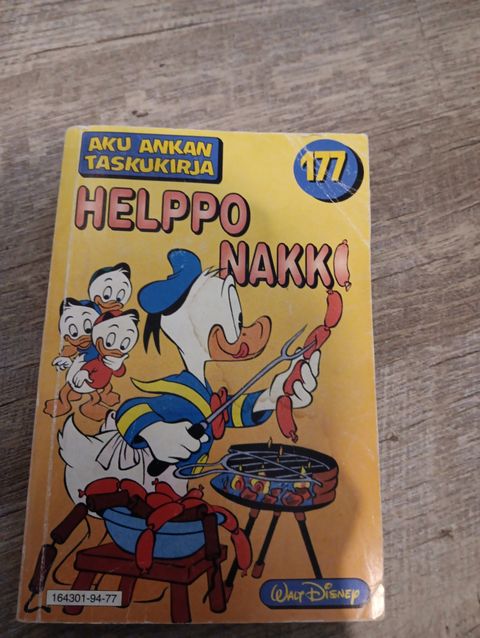 AKU ANKAN
TASKUKIRJA
177
HELPPO
NAKKI
164301-94-77
WALT DISNEY